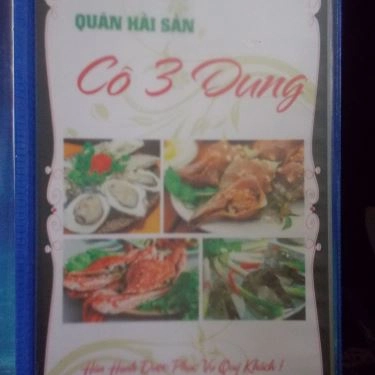 QUÁN HẢI SẢN
Cô 3 Dung
Hân Hạnh Được Phục Vụ Quý Khách !